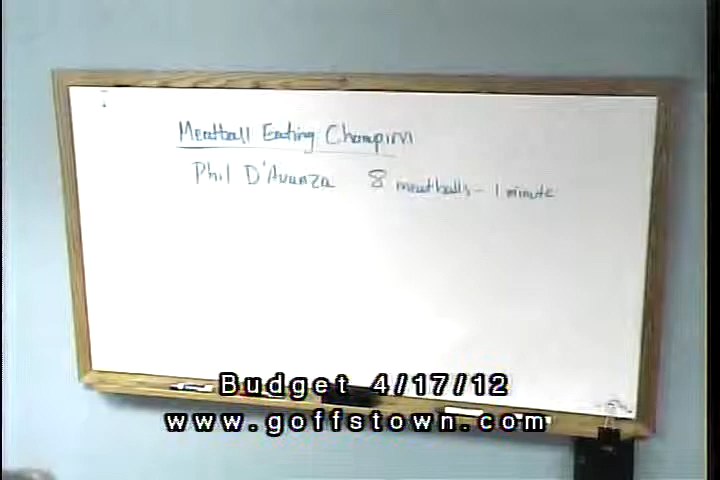 Meatball Eating Champion
Phil D'Avanza 8 meatballs - 1 minute
Budget 4/17/12
www.goffstown.com